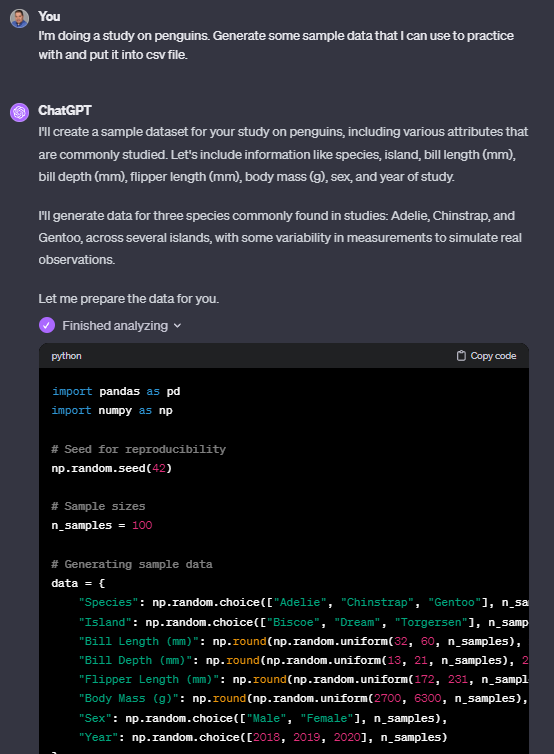 You
I'm doing a study on penguins. Generate some sample data that I can use to practice
with and put it into csv file.
ChatGPT
I'll create a sample dataset for your study on penguins, including various attributes that
are commonly studied. Let's include information like species, island, bill length (mm),
bill depth (mm), flipper length (mm), body mass (g), sex, and year of study.
I'll generate data for three species commonly found in studies: Adelie, Chinstrap, and
Gentoo, across several islands, with some variability in measurements to simulate real
observations.
Let me prepare the data for you.
Finished analyzing
python Copy code
import pandas as pd
import numpy as np
# Seed for reproducibility
np.random.seed(42)
# Sample sizes
n_samples = 100
# Generating sample data
data = {
"Species": np.random.choice(["Adelie", "Chinstrap", "Gentoo"], n_sa
"Island": np.random.choice(["Biscoe", "Dream", "Torgersen"], n_samp
"Bill Length (mm)": np.round(np.random.uniform(32, 60, n_samples),
"Bill Depth (mm)": np.round(np.random.uniform(13, 21, n_samples), 2
"Flipper Length (mm)": np.round(np.random.uniform(172, 231, n_sampl
"Body Mass (g)": np.round(np.random.uniform(2700, 6300, n_samples),
"Sex": np.random.choice(["Male", "Female"], n_samples),
"Year": np.random.choice([2018, 2019, 2020], n_samples)